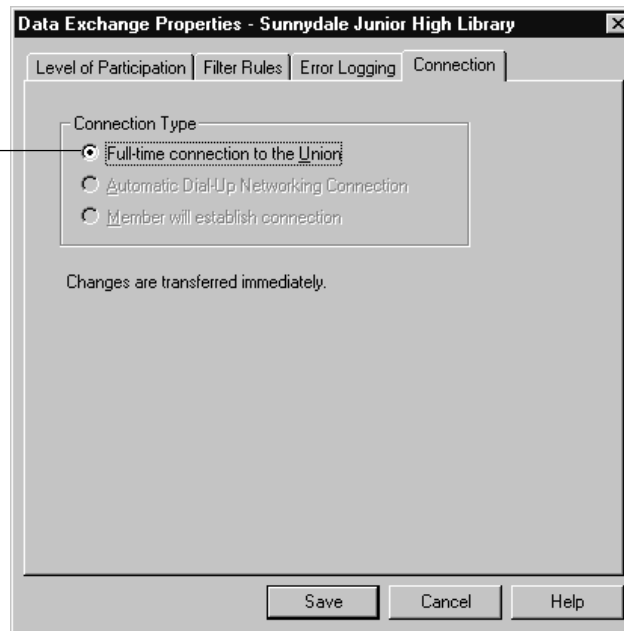 Data Exchange Properties - Sunnydale Junior High Library
Level of Participation Filter Rules Error Logging Connection
Connection Type
Full-time connection to the Union
Automatic Dial-Up Networking Connection
Member will establish connection
Changes are transferred immediately.
Save Cancel Help